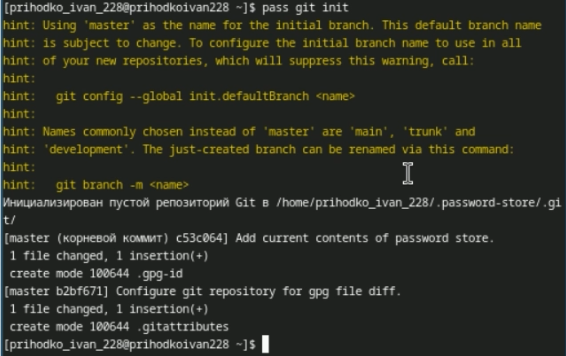 [prihodko_ivan_228@prihodkoivan228 ~]$ pass git init
hint: Using 'master' as the name for the initial branch. This default branch name
hint: is subject to change. To configure the initial branch name to use in all
hint: of your new repositories, which will suppress this warning, call:
hint:
hint:   git config --global init.defaultBranch <name>
hint:
hint: Names commonly chosen instead of 'master' are 'main', 'trunk' and
hint: 'development'. The just-created branch can be renamed via this command:
hint:
hint:   git branch -m <name>
Инициализирован пустой репозиторий Git в /home/prihodko_ivan_228/.password-store/.gi
t/
[master (корневой коммит) c53c064] Add current contents of password store.
 1 file changed, 1 insertion(+)
 create mode 100644 .gpg-id
[master b2bf671] Configure git repository for gpg file diff.
 1 file changed, 1 insertion(+)
 create mode 100644 .gitattributes
[prihodko_ivan_228@prihodkoivan228 ~]$